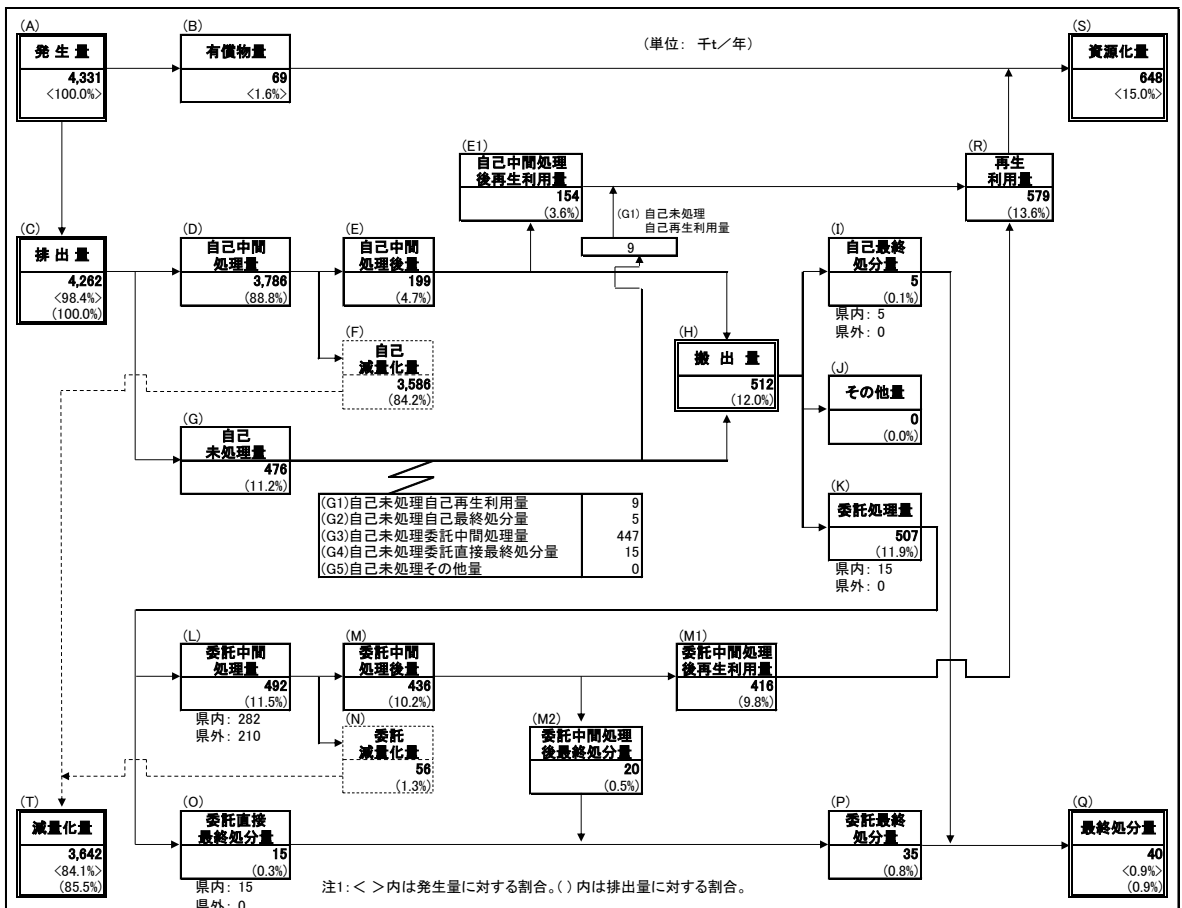 (A)
発 生 量
4,331
<100.0%>
(B)
有償物量
69
<1.6%>
(単位： 千t／年)
(S)
資源化量
648
<15.0%>
(E1)
自己中間処理
後再生利用量
154
(3.6%)
(G1) 自己未処理
自己再生利用量
9
(R)
再生
利用量
579
(13.6%)
(C)
排 出 量
4,262
<98.4%>
(100.0%)
(D)
自己中間
処理量
3,786
(88.8%)
(E)
自己中間
処理後量
199
(4.7%)
(F)
自己
減量化量
3,586
(84.2%)
(G)
自己
未処理量
476
(11.2%)
(H)
搬 出 量
512
(12.0%)
(I)
自己最終
処分量
5
(0.1%)
県内： 5
県外： 0
(J)
その他量
0
(0.0%)
(K)
委託処理量
507
(11.9%)
県内： 15
県外： 0
(G1)自己未処理自己再生利用量 9
(G2)自己未処理自己最終処分量 5
(G3)自己未処理委託中間処理量 447
(G4)自己未処理委託直接最終処分量 15
(G5)自己未処理その他量 0
(L)
委託中間
処理量
492
(11.5%)
県内： 282
県外： 210
(M)
委託中間
処理後量
436
(10.2%)
(M1)
委託中間処理
後再生利用量
416
(9.8%)
(N)
委託
減量化量
56
(1.3%)
(M2)
委託中間処理
後最終処分量
20
(0.5%)
(T)
減量化量
3,642
<84.1%>
(85.5%)
(O)
委託直接
最終処分量
15
(0.3%)
県内： 15
県外： 0
(P)
委託最終
処分量
35
(0.8%)
(Q)
最終処分量
40
<0.9%>
(0.9%)
注1：< >内は発生量に対する割合。( )内は排出量に対する割合。